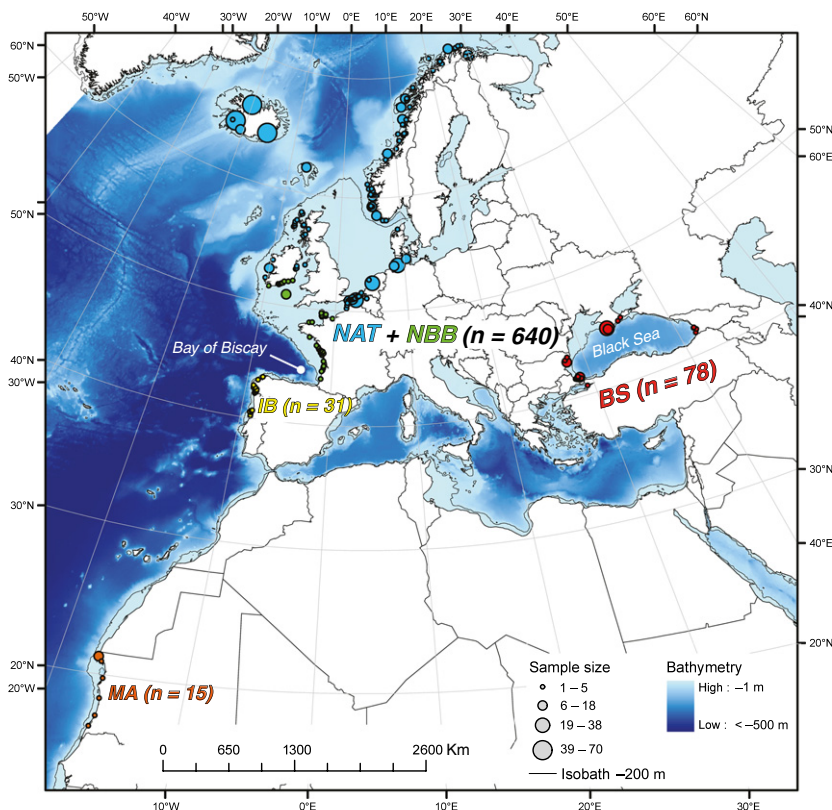 50°W 40°W 30°W 20°W 10°W 0°E 10°E 20°E 30°E 50°E 60°E 60°N
60°N
50°W
50°N
60°E
50°N
NAT + NBB (n = 640)
Bay of Biscay
Black Sea
40°N
40°E
BS (n = 78)
40°N
30°W
IB (n = 31)
30°N
30°N
40°E
20°N
20°N
20°W
MA (n = 15)
Sample size
1 – 5
6 – 18
19 – 38
39 – 70
Isobath –200 m
Bathymetry
High : –1 m
Low : < –500 m
0 650 1300 2600 Km
10°W 0°E 10°E 20°E 30°E